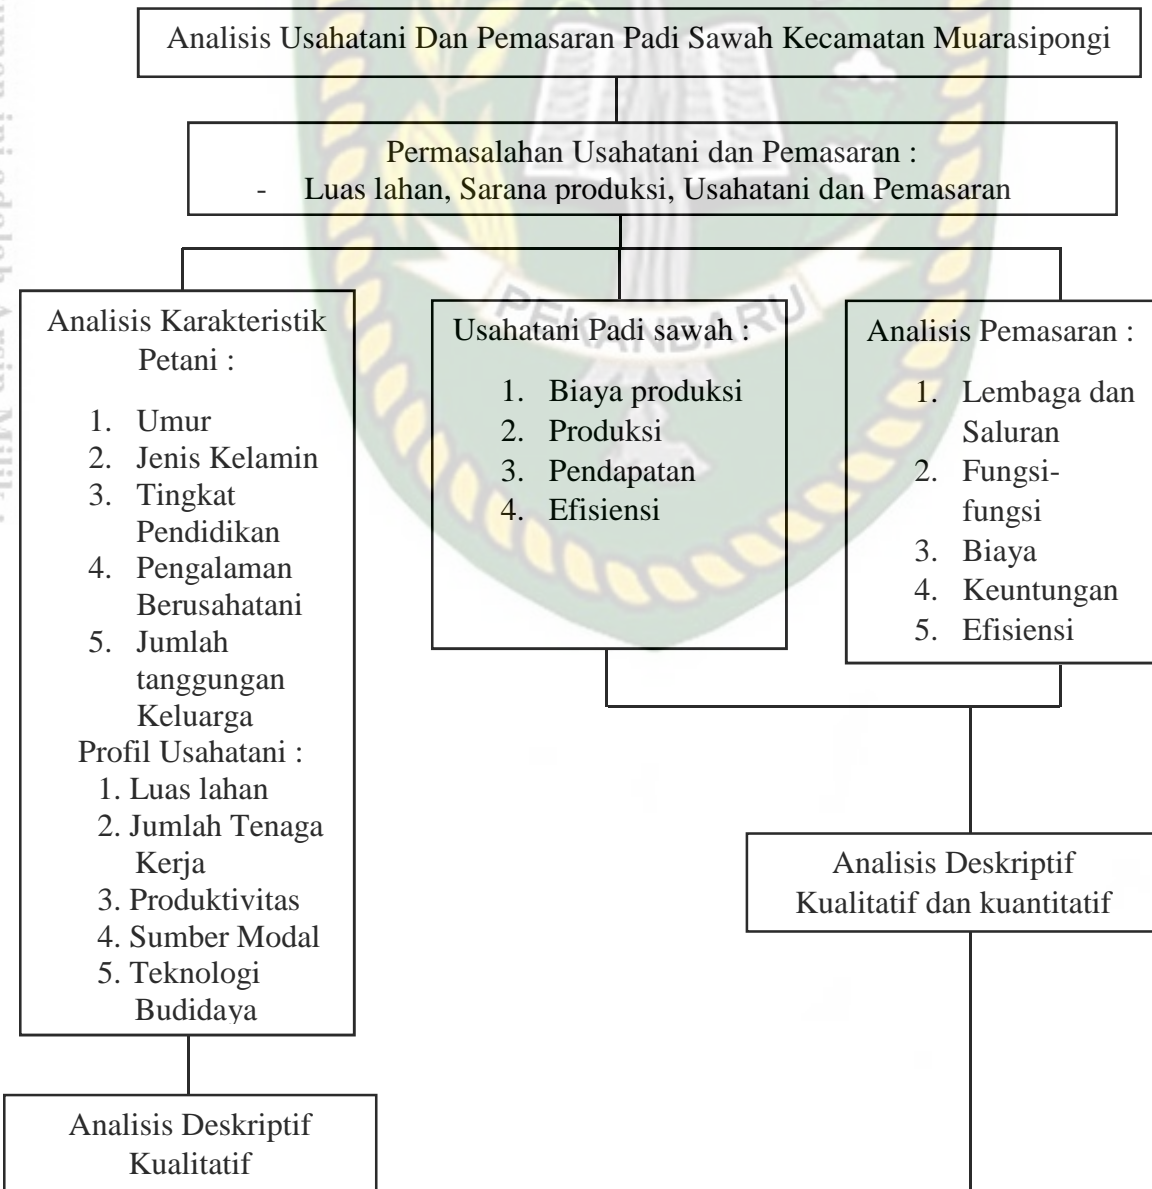 Analisis Usahatani Dan Pemasaran Padi Sawah Kecamatan Muarasipongi
Permasalahan Usahatani dan Pemasaran :
- Luas lahan, Sarana produksi, Usahatani dan Pemasaran
PEKANBARU
Analisis Karakteristik
Petani :
1. Umur
2. Jenis Kelamin
3. Tingkat
Pendidikan
4. Pengalaman
Berusahatani
5. Jumlah
tanggungan
Keluarga
Profil Usahatani :
1. Luas lahan
2. Jumlah Tenaga
Kerja
3. Produktivitas
4. Sumber Modal
5. Teknologi
Budidaya
Usahatani Padi sawah :
1. Biaya produksi
2. Produksi
3. Pendapatan
4. Efisiensi
Analisis Pemasaran :
1. Lembaga dan
Saluran
2. Fungsi-
fungsi
3. Biaya
4. Keuntungan
5. Efisiensi
Analisis Deskriptif
Kualitatif dan kuantitatif
Analisis Deskriptif
Kualitatif